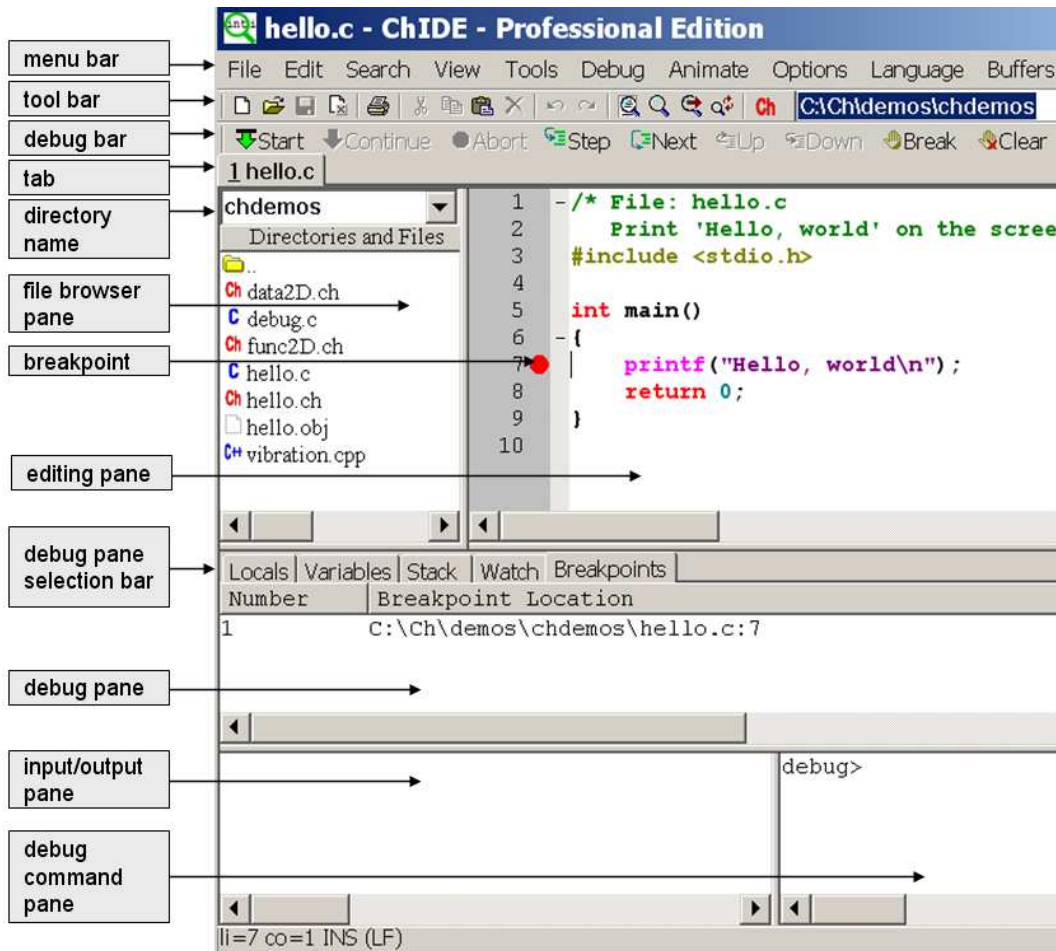 hello.c - ChIDE - Professional Edition
menu bar
File Edit Search View Tools Debug Animate Options Language Buffers
tool bar
Ch C:\Ch\demos\chdemos
debug bar
Start Continue Abort Step Next Up Down Break Clear
tab
1 hello.c
directory
name
chdemos
Directories and Files
..
Ch data2D.ch
C debug.c
Ch func2D.ch
C hello.c
Ch hello.ch
hello.obj
C++ vibration.cpp
file browser
pane
breakpoint
editing pane
1 /* File: hello.c
2 Print 'Hello, world' on the scree
3 #include <stdio.h>
4
5 int main()
6 {
7 printf("Hello, world\n");
8 return 0;
9 }
10
debug pane
selection bar
Locals Variables Stack Watch Breakpoints
Number Breakpoint Location
1 C:\Ch\demos\chdemos\hello.c:7
debug pane
input/output
pane
debug>
debug
command
pane
li=7 co=1 INS (LF)